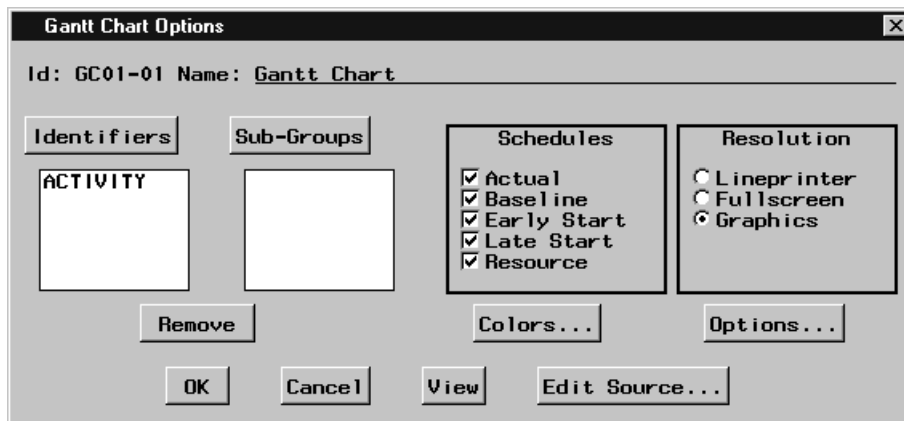 Gantt Chart Options
Id: GC01-01 Name: Gantt Chart
Identifiers
Sub-Groups
ACTIVITY
Schedules
Actual
Baseline
Early Start
Late Start
Resource
Resolution
Lineprinter
Fullscreen
Graphics
Remove
Colors...
Options...
OK
Cancel
View
Edit Source...